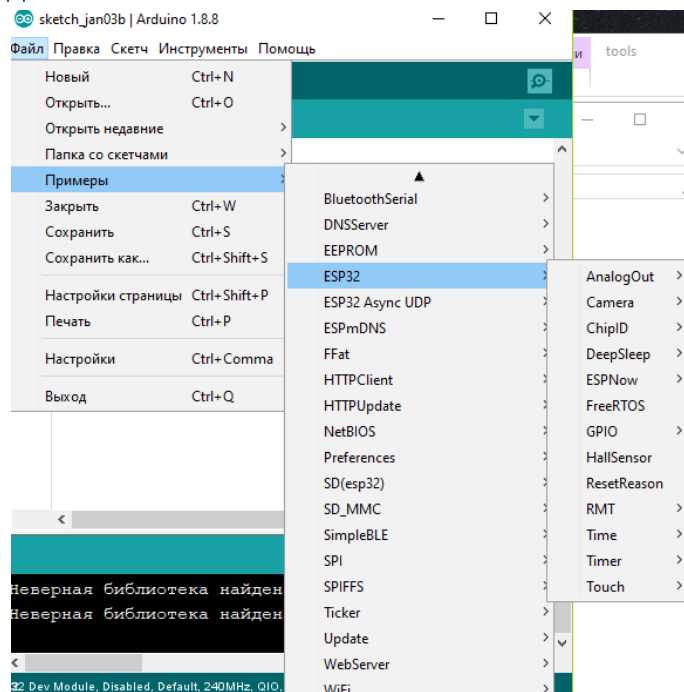 sketch_jan03b | Arduino 1.8.8
Файл Правка Скетч Инструменты Помощь
и tools
Новый Ctrl+N
Открыть... Ctrl+O
Открыть недавние
Папка со скетчами
Примеры
Закрыть Ctrl+W
Сохранить Ctrl+S
Сохранить как... Ctrl+Shift+S
Настройки страницы Ctrl+Shift+P
Печать Ctrl+P
Настройки Ctrl+Comma
Выход Ctrl+Q
BluetoothSerial
DNSServer
EEPROM
ESP32
ESP32 Async UDP
ESPmDNS
FFat
HTTPClient
HTTPUpdate
NetBIOS
Preferences
SD(esp32)
SD_MMC
SimpleBLE
SPI
SPIFFS
Ticker
Update
WebServer
WiFi
AnalogOut
Camera
ChipID
DeepSleep
ESPNow
FreeRTOS
GPIO
HallSensor
ResetReason
RMT
Time
Timer
Touch
Неверная библиотека найден
Неверная библиотека найден
32 Dev Module, Disabled, Default, 240MHz, QIO,